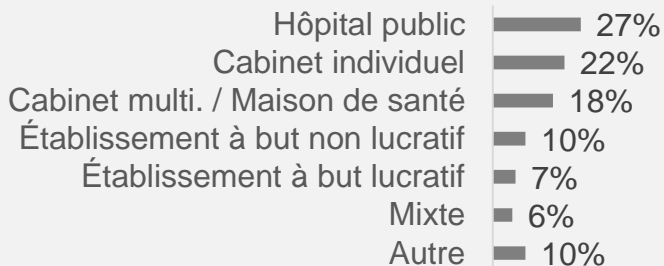 Hôpital public 27%
Cabinet individuel 22%
Cabinet multi. / Maison de santé 18%
Établissement à but non lucratif 10%
Établissement à but lucratif 7%
Mixte 6%
Autre 10%